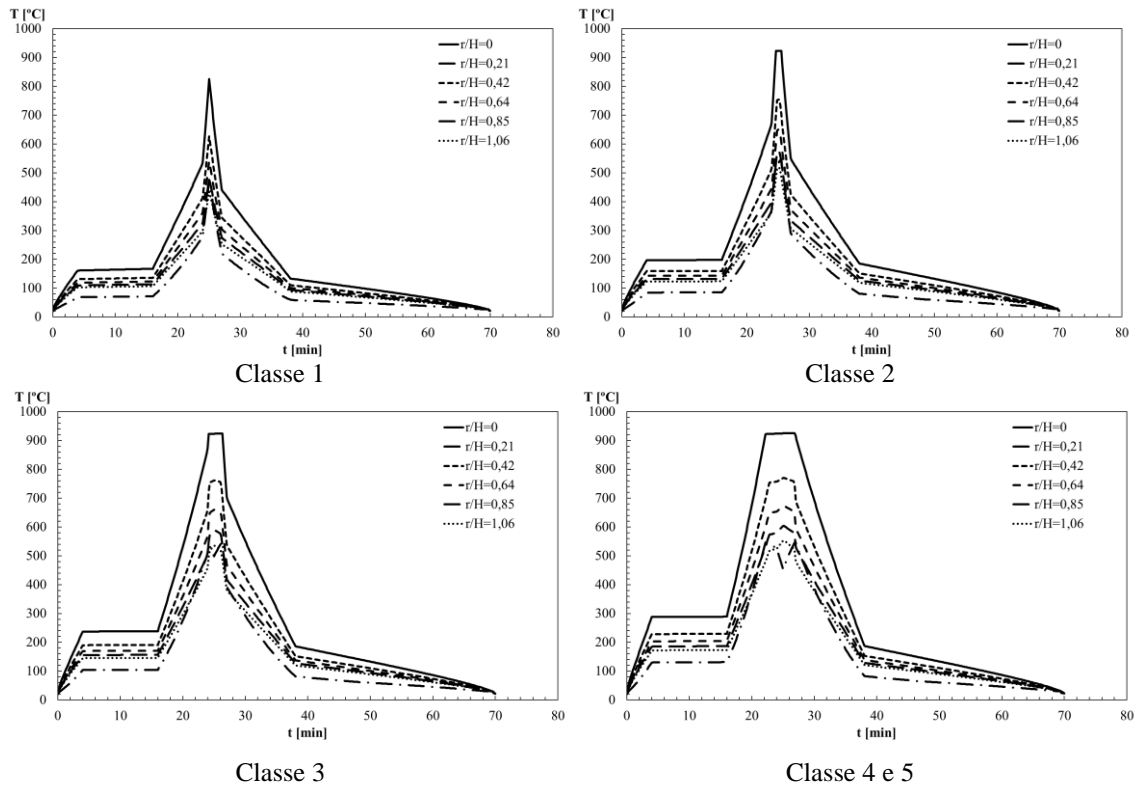 T [ºC]
1000
900
800
700
600
500
400
300
200
100
0
0 10 20 30 40 50 60 70 80
t [min]
r/H=0
r/H=0,21
r/H=0,42
r/H=0,64
r/H=0,85
r/H=1,06
Classe 1
T [ºC]
1000
900
800
700
600
500
400
300
200
100
0
0 10 20 30 40 50 60 70 80
t [min]
r/H=0
r/H=0,21
r/H=0,42
r/H=0,64
r/H=0,85
r/H=1,06
Classe 2
T [ºC]
1000
900
800
700
600
500
400
300
200
100
0
0 10 20 30 40 50 60 70 80
t [min]
r/H=0
r/H=0,21
r/H=0,42
r/H=0,64
r/H=0,85
r/H=1,06
Classe 3
T [ºC]
1000
900
800
700
600
500
400
300
200
100
0
0 10 20 30 40 50 60 70 80
t [min]
r/H=0
r/H=0,21
r/H=0,42
r/H=0,64
r/H=0,85
r/H=1,06
Classe 4 e 5